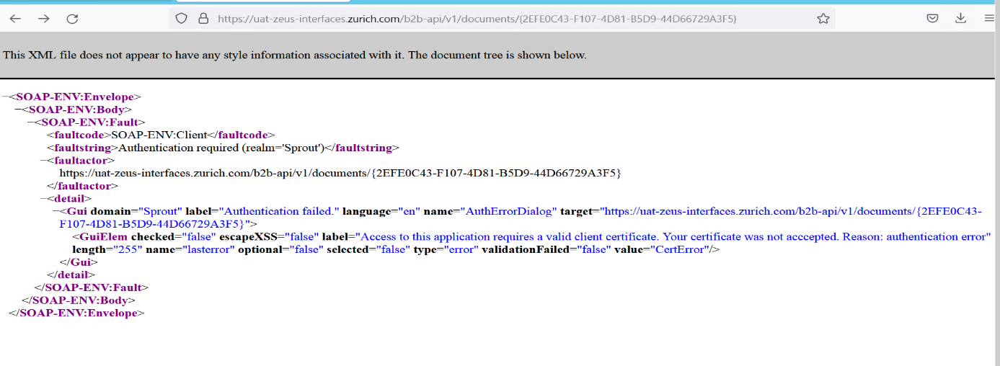 https://uat-zeus-interfaces.zurich.com/b2b-api/v1/documents/{2EFE0C43-F107-4D81-B5D9-44D66729A3F5}
This XML file does not appear to have any style information associated with it. The document tree is shown below.
−<SOAP-ENV:Envelope>
−<SOAP-ENV:Body>
−<SOAP-ENV:Fault>
<faultcode>SOAP-ENV:Client</faultcode>
<faultstring>Authentication required (realm='Sprout')</faultstring>
−<faultactor>
https://uat-zeus-interfaces.zurich.com/b2b-api/v1/documents/{2EFE0C43-F107-4D81-B5D9-44D66729A3F5}
</faultactor>
−<detail>
−<Gui domain="Sprout" label="Authentication failed." language="en" name="AuthErrorDialog" target="https://uat-zeus-interfaces.zurich.com/b2b-api/v1/documents/{2EFE0C43-
F107-4D81-B5D9-44D66729A3F5}">
<GuiElem checked="false" escapeXSS="false" label="Access to this application requires a valid client certificate. Your certificate was not acccepted. Reason: authentication error"
length="255" name="lasterror" optional="false" selected="false" type="error" validationFailed="false" value="CertError"/>
</Gui>
</detail>
</SOAP-ENV:Fault>
</SOAP-ENV:Body>
</SOAP-ENV:Envelope>